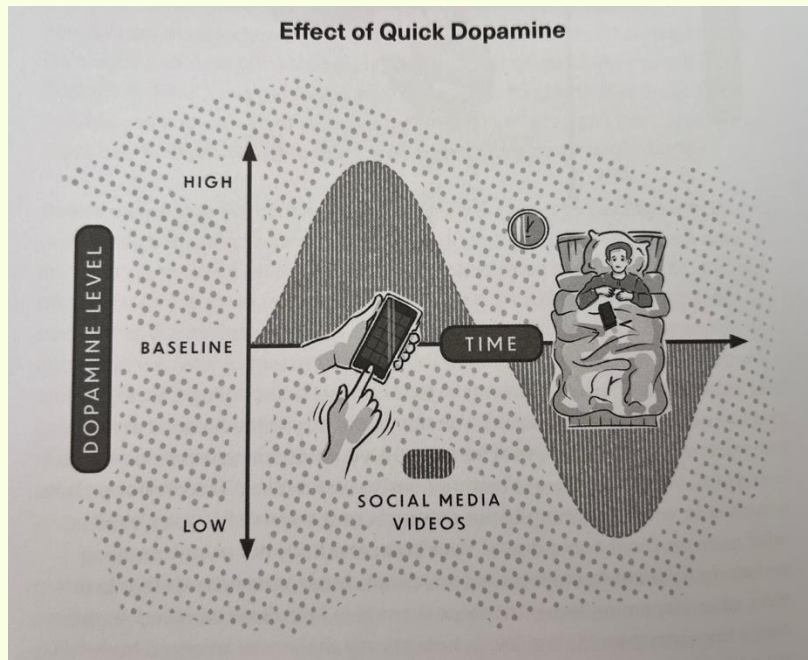 Effect of Quick Dopamine
HIGH
DOPAMINE LEVEL
BASELINE
TIME
LOW
SOCIAL MEDIA
VIDEOS